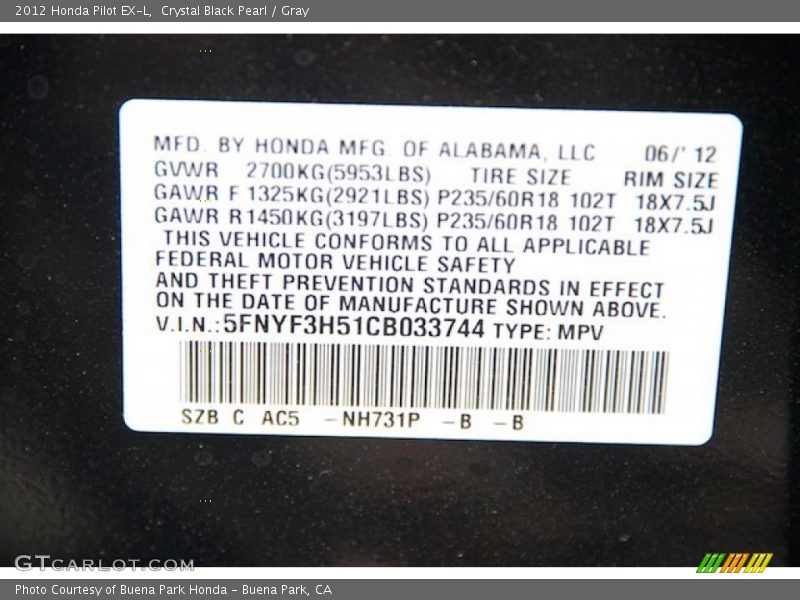 2012 Honda Pilot EX-L, Crystal Black Pearl / Gray
MFD. BY HONDA MFG. OF ALABAMA, LLC 06/' 12
GVWR 2700KG(5953LBS) TIRE SIZE RIM SIZE
GAWR F 1325KG(2921LBS) P235/60R18 102T 18X7.5J
GAWR R 1450KG(3197LBS) P235/60R18 102T 18X7.5J
THIS VEHICLE CONFORMS TO ALL APPLICABLE
FEDERAL MOTOR VEHICLE SAFETY
AND THEFT PREVENTION STANDARDS IN EFFECT
ON THE DATE OF MANUFACTURE SHOWN ABOVE.
V.I.N.:5FNYF3H51CB033744 TYPE: MPV
SZB C AC5 -NH731P -B -B
GTCARLOT.COM
Photo Courtesy of Buena Park Honda - Buena Park, CA